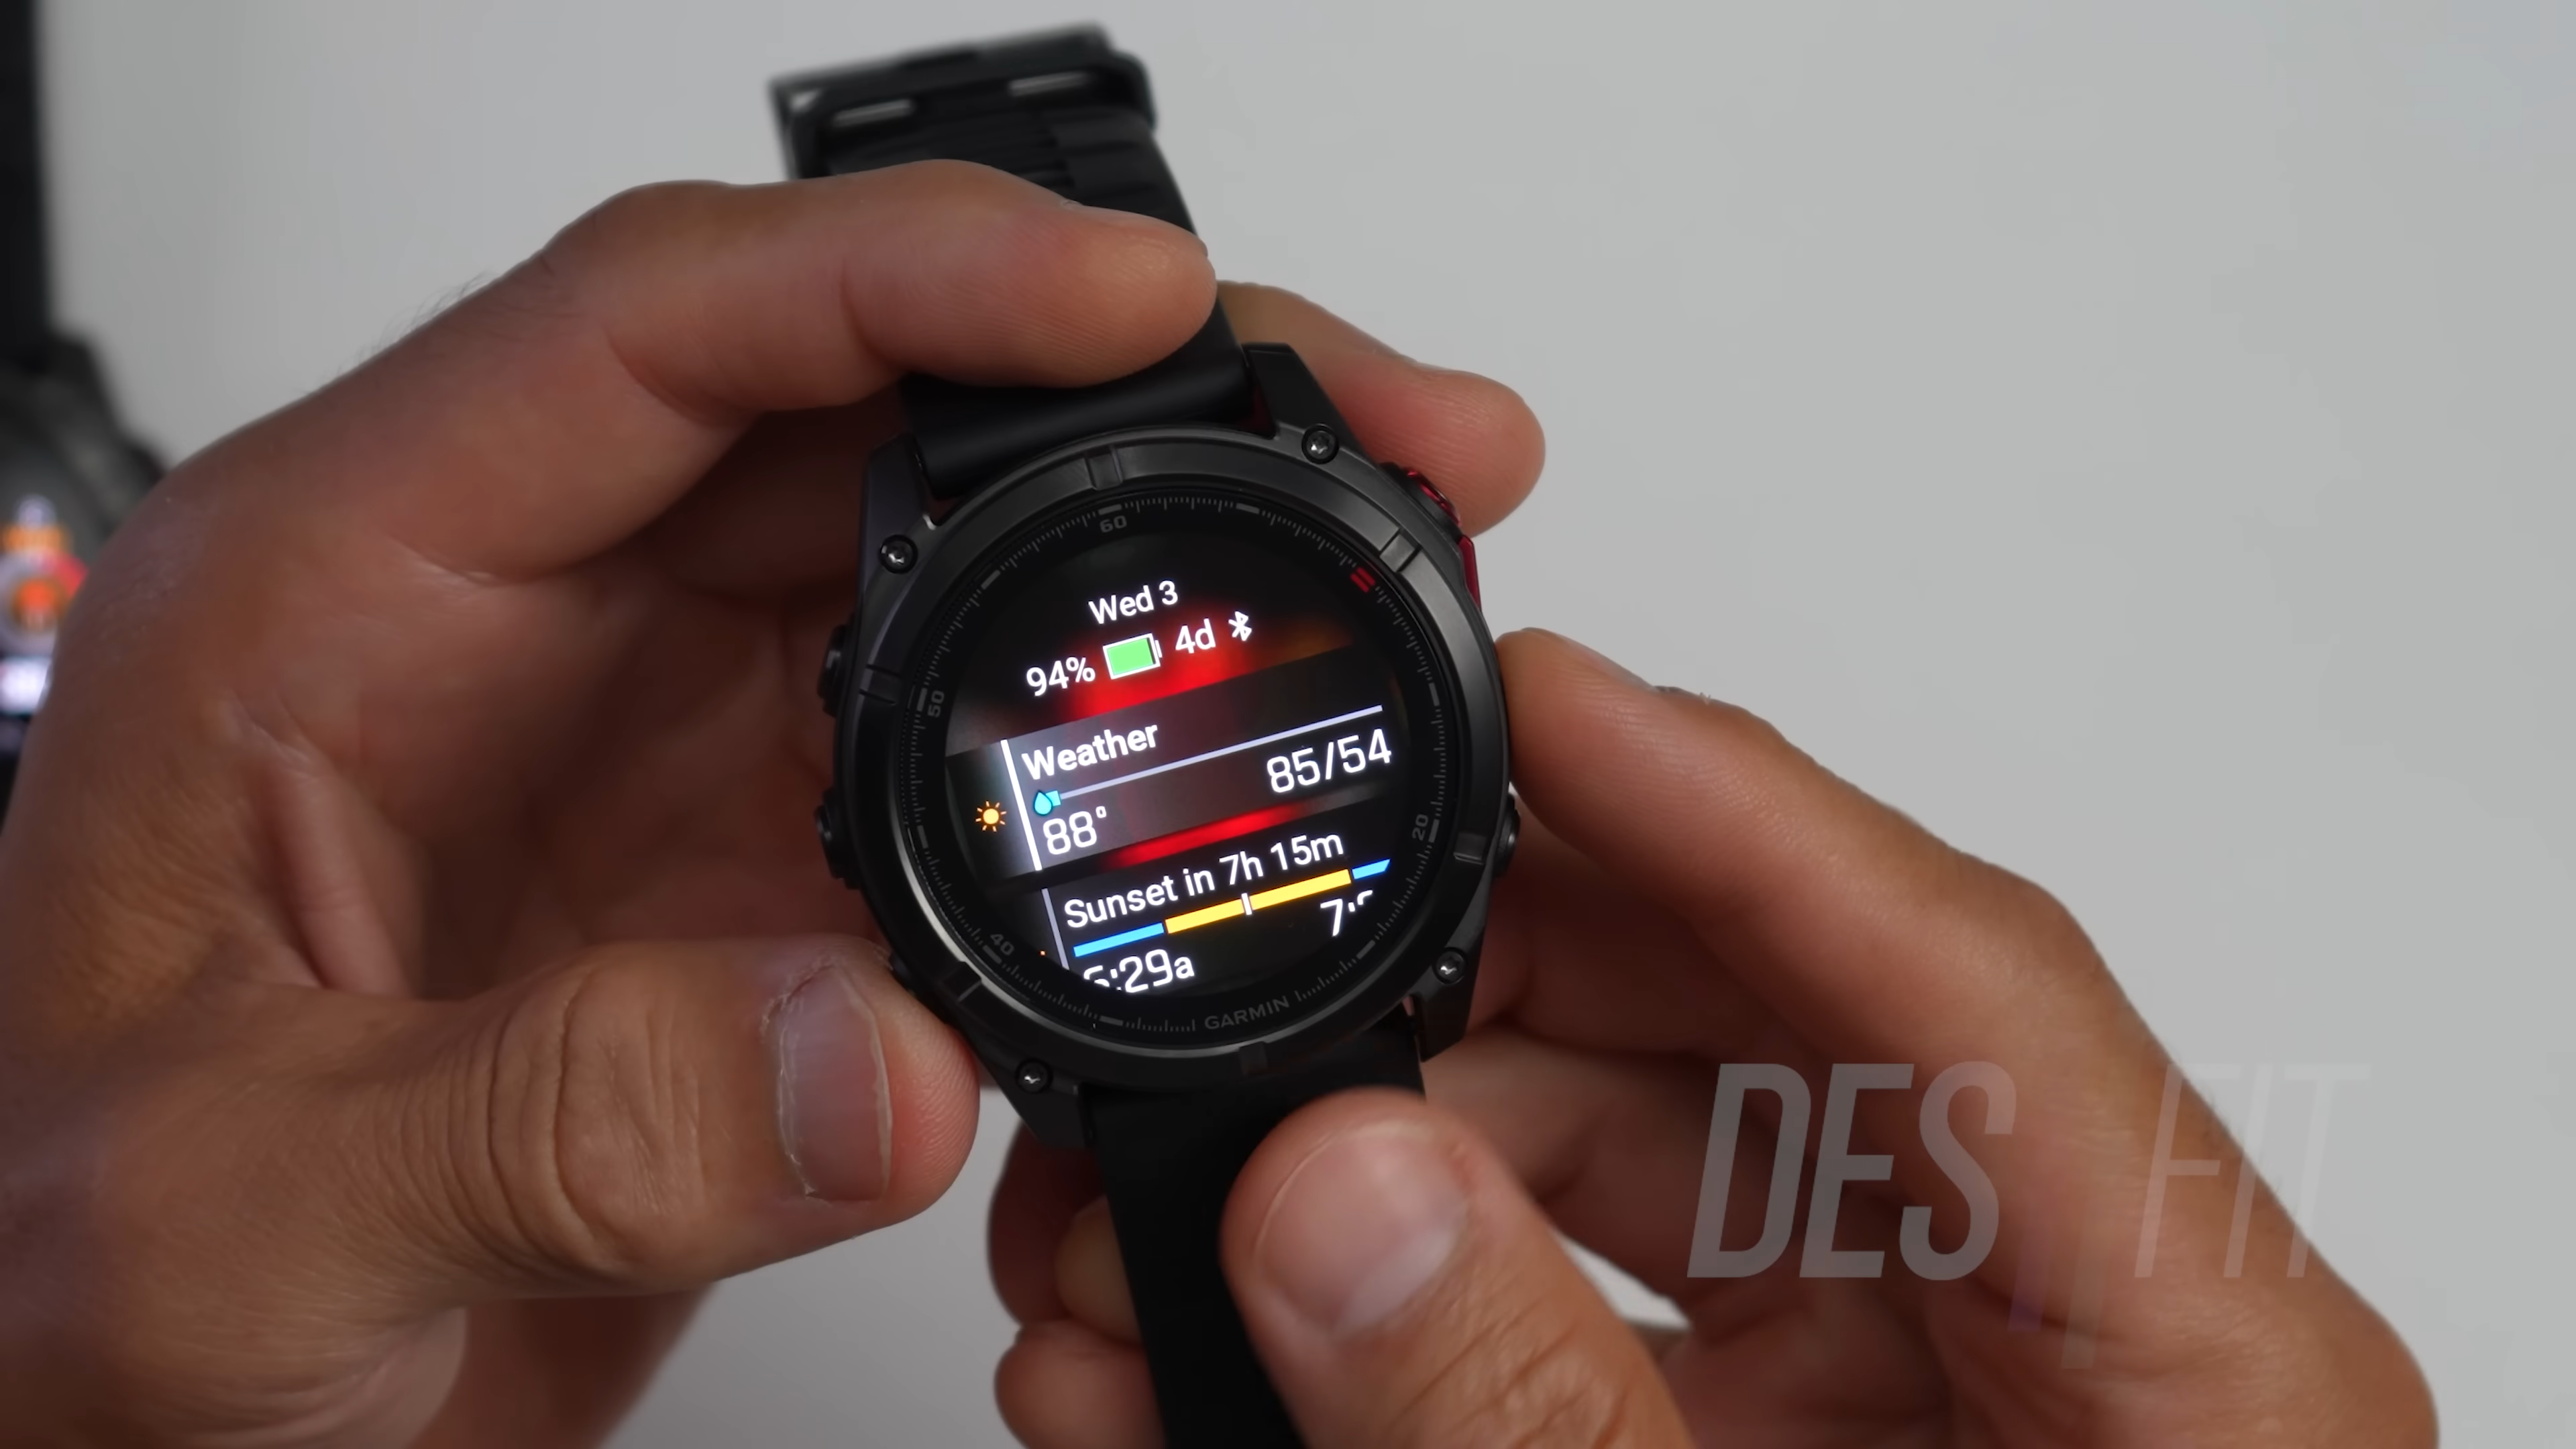 60
Wed 3
94% 4d
50
Weather
85/54
88°
20
Sunset in 7h 15m
40
:29a
GARMIN
DES FIT